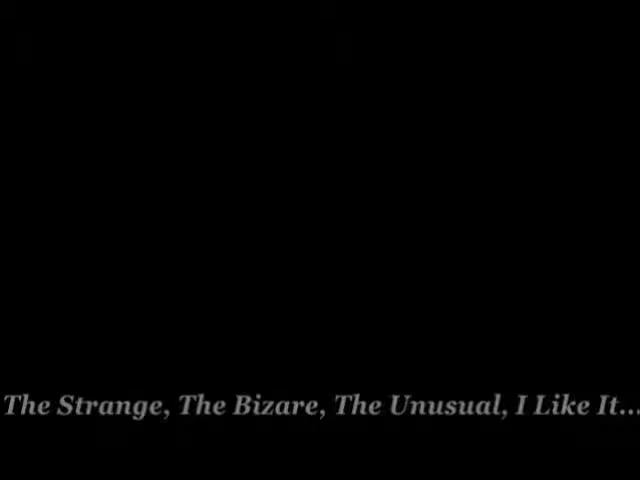 The Strange, The Bizare, The Unusual, I Like It...